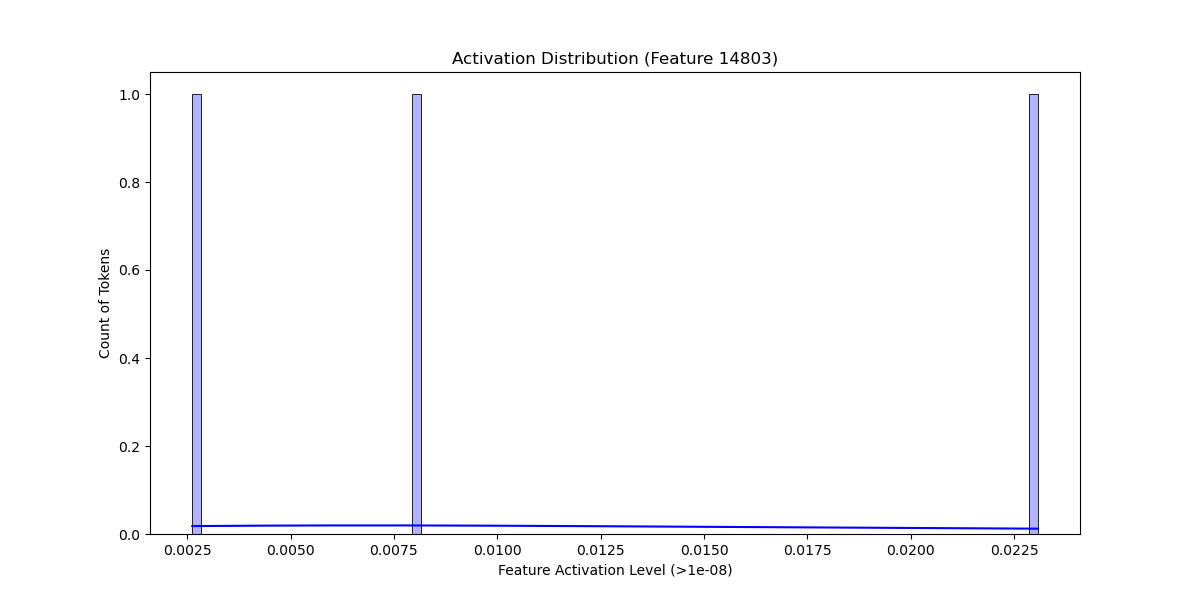 Activation Distribution (Feature 14803)
1.0
0.8
0.6
0.4
0.2
0.0
Count of Tokens
0.0025 0.0050 0.0075 0.0100 0.0125 0.0150 0.0175 0.0200 0.0225
Feature Activation Level (>1e-08)